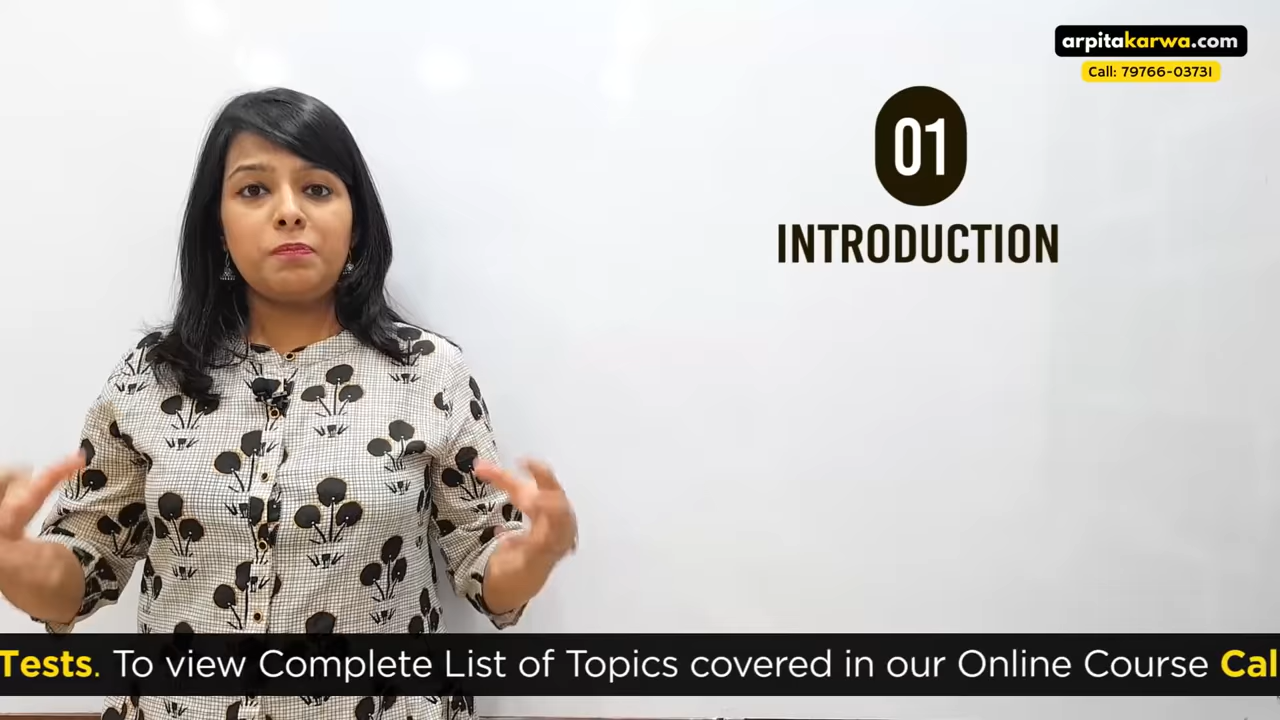 arpitakarwa.com
Call: 79766-03731
01
INTRODUCTION
Tests. To view Complete List of Topics covered in our Online Course Cal